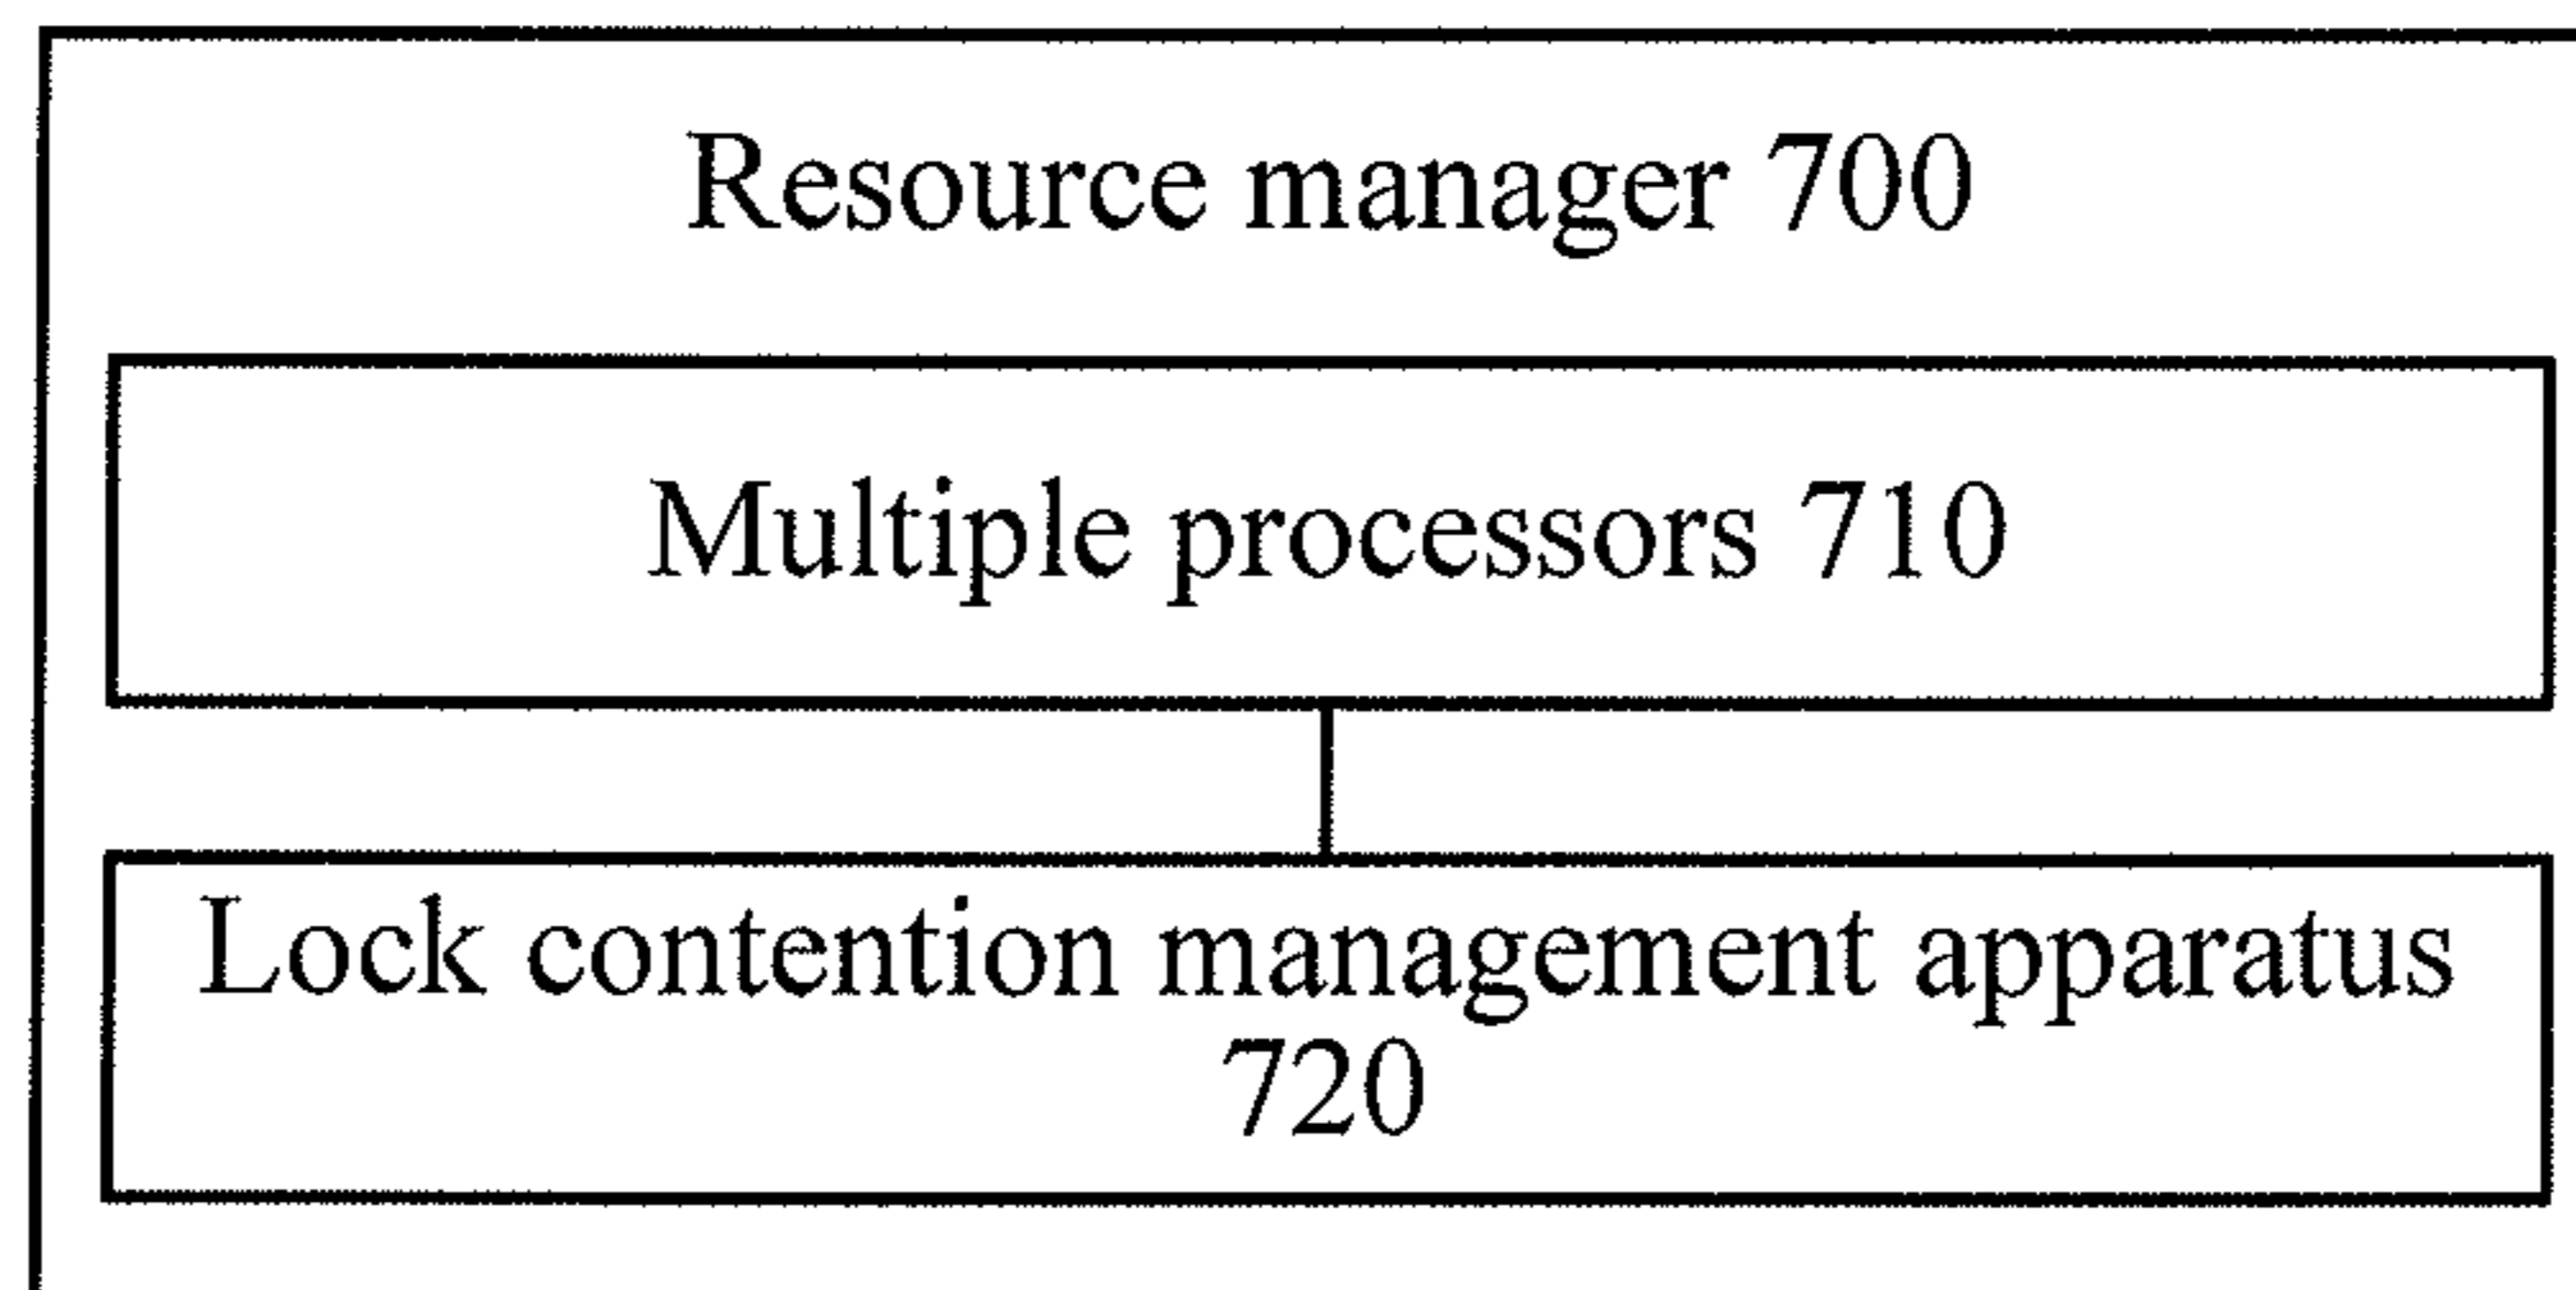 Resource manager 700
Multiple processors 710
Lock contention management apparatus
720